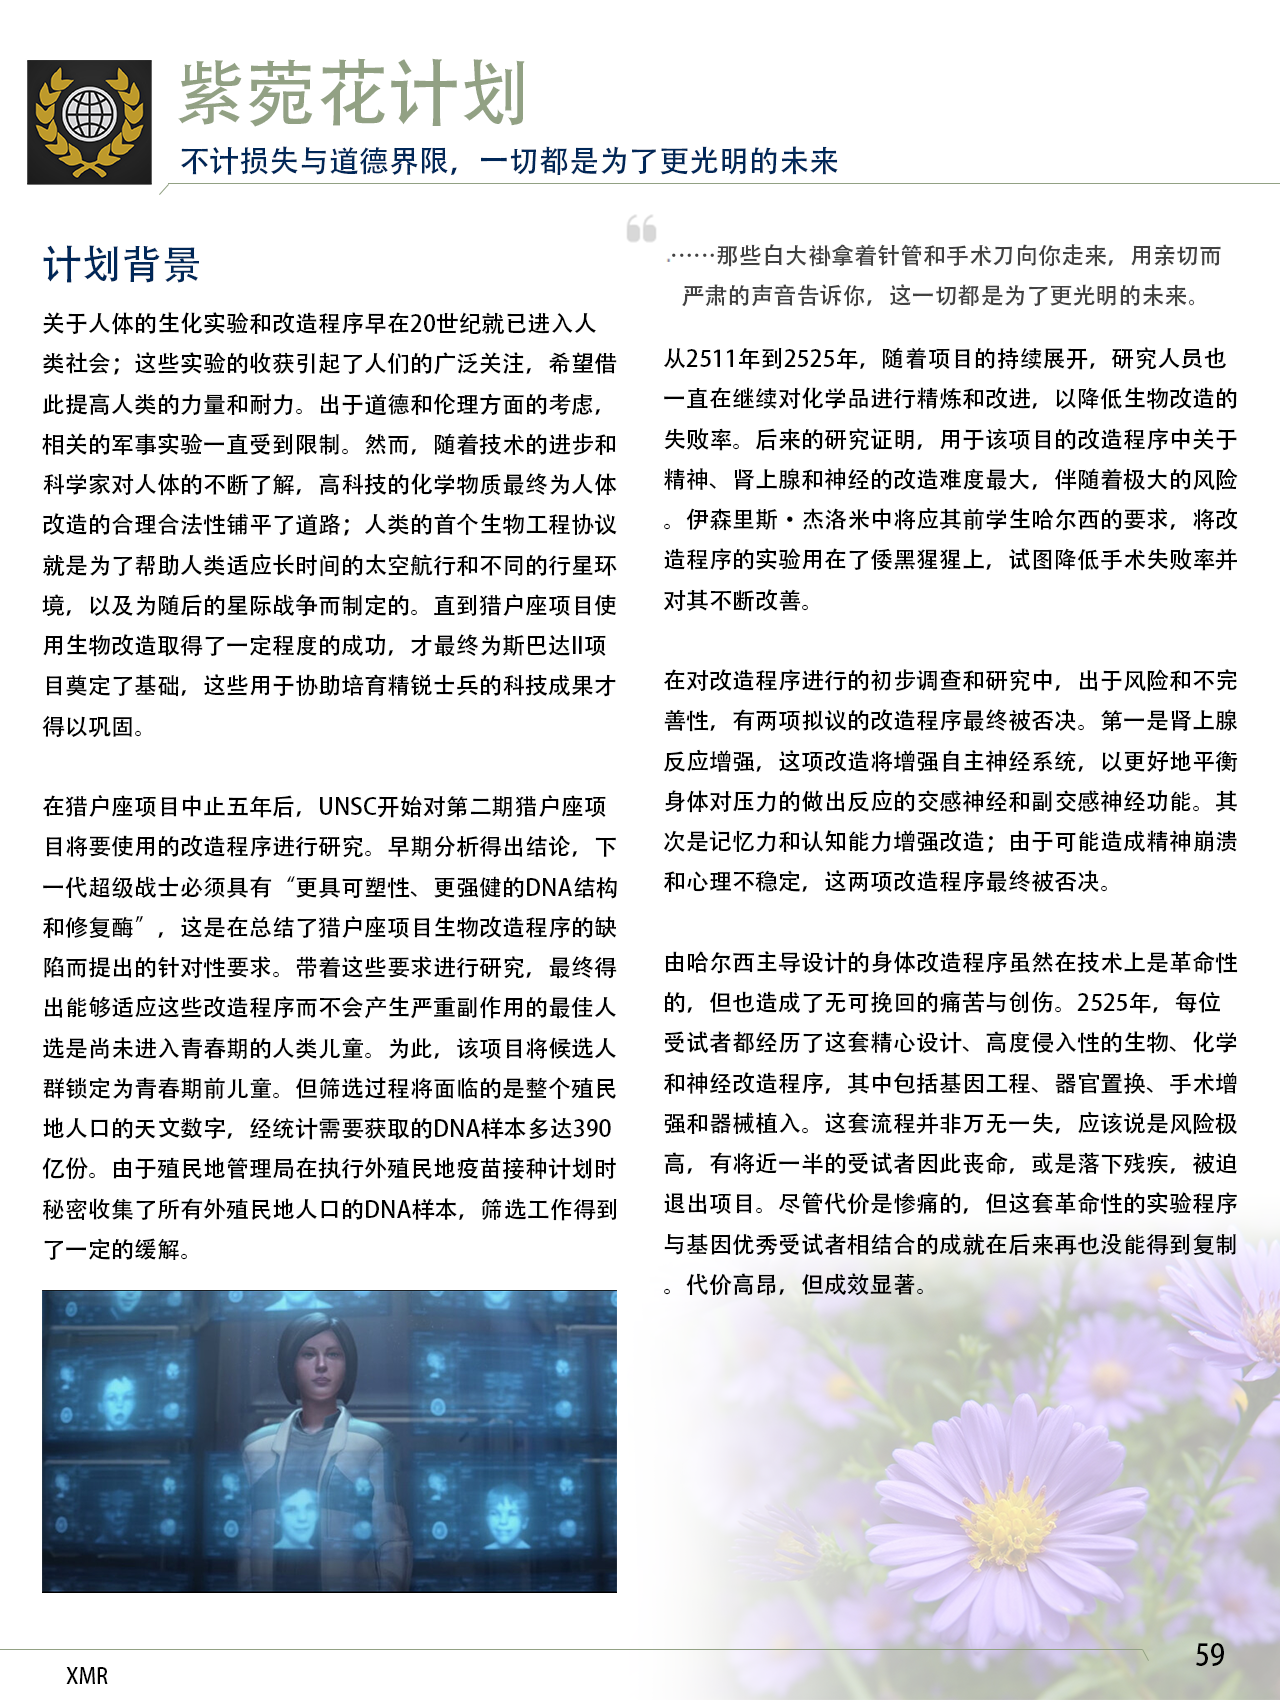 紫菀花计划
不计损失与道德界限，一切都是为了更光明的未来
计划背景
关于人体的生化实验和改造程序早在20世纪就已进入人
类社会；这些实验的收获引起了人们的广泛关注，希望借
此提高人类的力量和耐力。出于道德和伦理方面的考虑，
相关的军事实验一直受到限制。然而，随着技术的进步和
科学家对人体的不断了解，高科技的化学物质最终为人体
改造的合理合法性铺平了道路；人类的首个生物工程协议
就是为了帮助人类适应长时间的太空航行和不同的行星环
境，以及为随后的星际战争而制定的。直到猎户座项目使
用生物改造取得了一定程度的成功，才最终为斯巴达II项
目奠定了基础，这些用于协助培育精锐士兵的科技成果才
得以巩固。
在猎户座项目中止五年后，UNSC开始对第二期猎户座项
目将要使用的改造程序进行研究。早期分析得出结论，下
一代超级战士必须具有“更具可塑性、更强健的DNA结构
和修复酶”，这是在总结了猎户座项目生物改造程序的缺
陷而提出的针对性要求。带着这些要求进行研究，最终得
出能够适应这些改造程序而不会产生严重副作用的最佳人
选是尚未进入青春期的人类儿童。为此，该项目将候选人
群锁定为青春期前儿童。但筛选过程将面临的是整个殖民
地人口的天文数字，经统计需要获取的DNA样本多达390
亿份。由于殖民地管理局在执行外殖民地疫苗接种计划时
秘密收集了所有外殖民地人口的DNA样本，筛选工作得到
了一定的缓解。
……那些白大褂拿着针管和手术刀向你走来，用亲切而
严肃的声音告诉你，这一切都是为了更光明的未来。
从2511年到2525年，随着项目的持续展开，研究人员也
一直在继续对化学品进行精炼和改进，以降低生物改造的
失败率。后来的研究证明，用于该项目的改造程序中关于
精神、肾上腺和神经的改造难度最大，伴随着极大的风险
。伊森里斯·杰洛米中将应其前学生哈尔西的要求，将改
造程序的实验用在了倭黑猩猩上，试图降低手术失败率并
对其不断改善。
在对改造程序进行的初步调查和研究中，出于风险和不完
善性，有两项拟议的改造程序最终被否决。第一是肾上腺
反应增强，这项改造将增强自主神经系统，以更好地平衡
身体对压力的做出反应的交感神经和副交感神经功能。其
次是记忆力和认知能力增强改造；由于可能造成精神崩溃
和心理不稳定，这两项改造程序最终被否决。
由哈尔西主导设计的身体改造程序虽然在技术上是革命性
的，但也造成了无可挽回的痛苦与创伤。2525年，每位
受试者都经历了这套精心设计、高度侵入性的生物、化学
和神经改造程序，其中包括基因工程、器官置换、手术增
强和器械植入。这套流程并非万无一失，应该说是风险极
高，有将近一半的受试者因此丧命，或是落下残疾，被迫
退出项目。尽管代价是惨痛的，但这套革命性的实验程序
与基因优秀受试者相结合的成就在后来再也没能得到复制
。代价高昂，但成效显著。
59
XMR